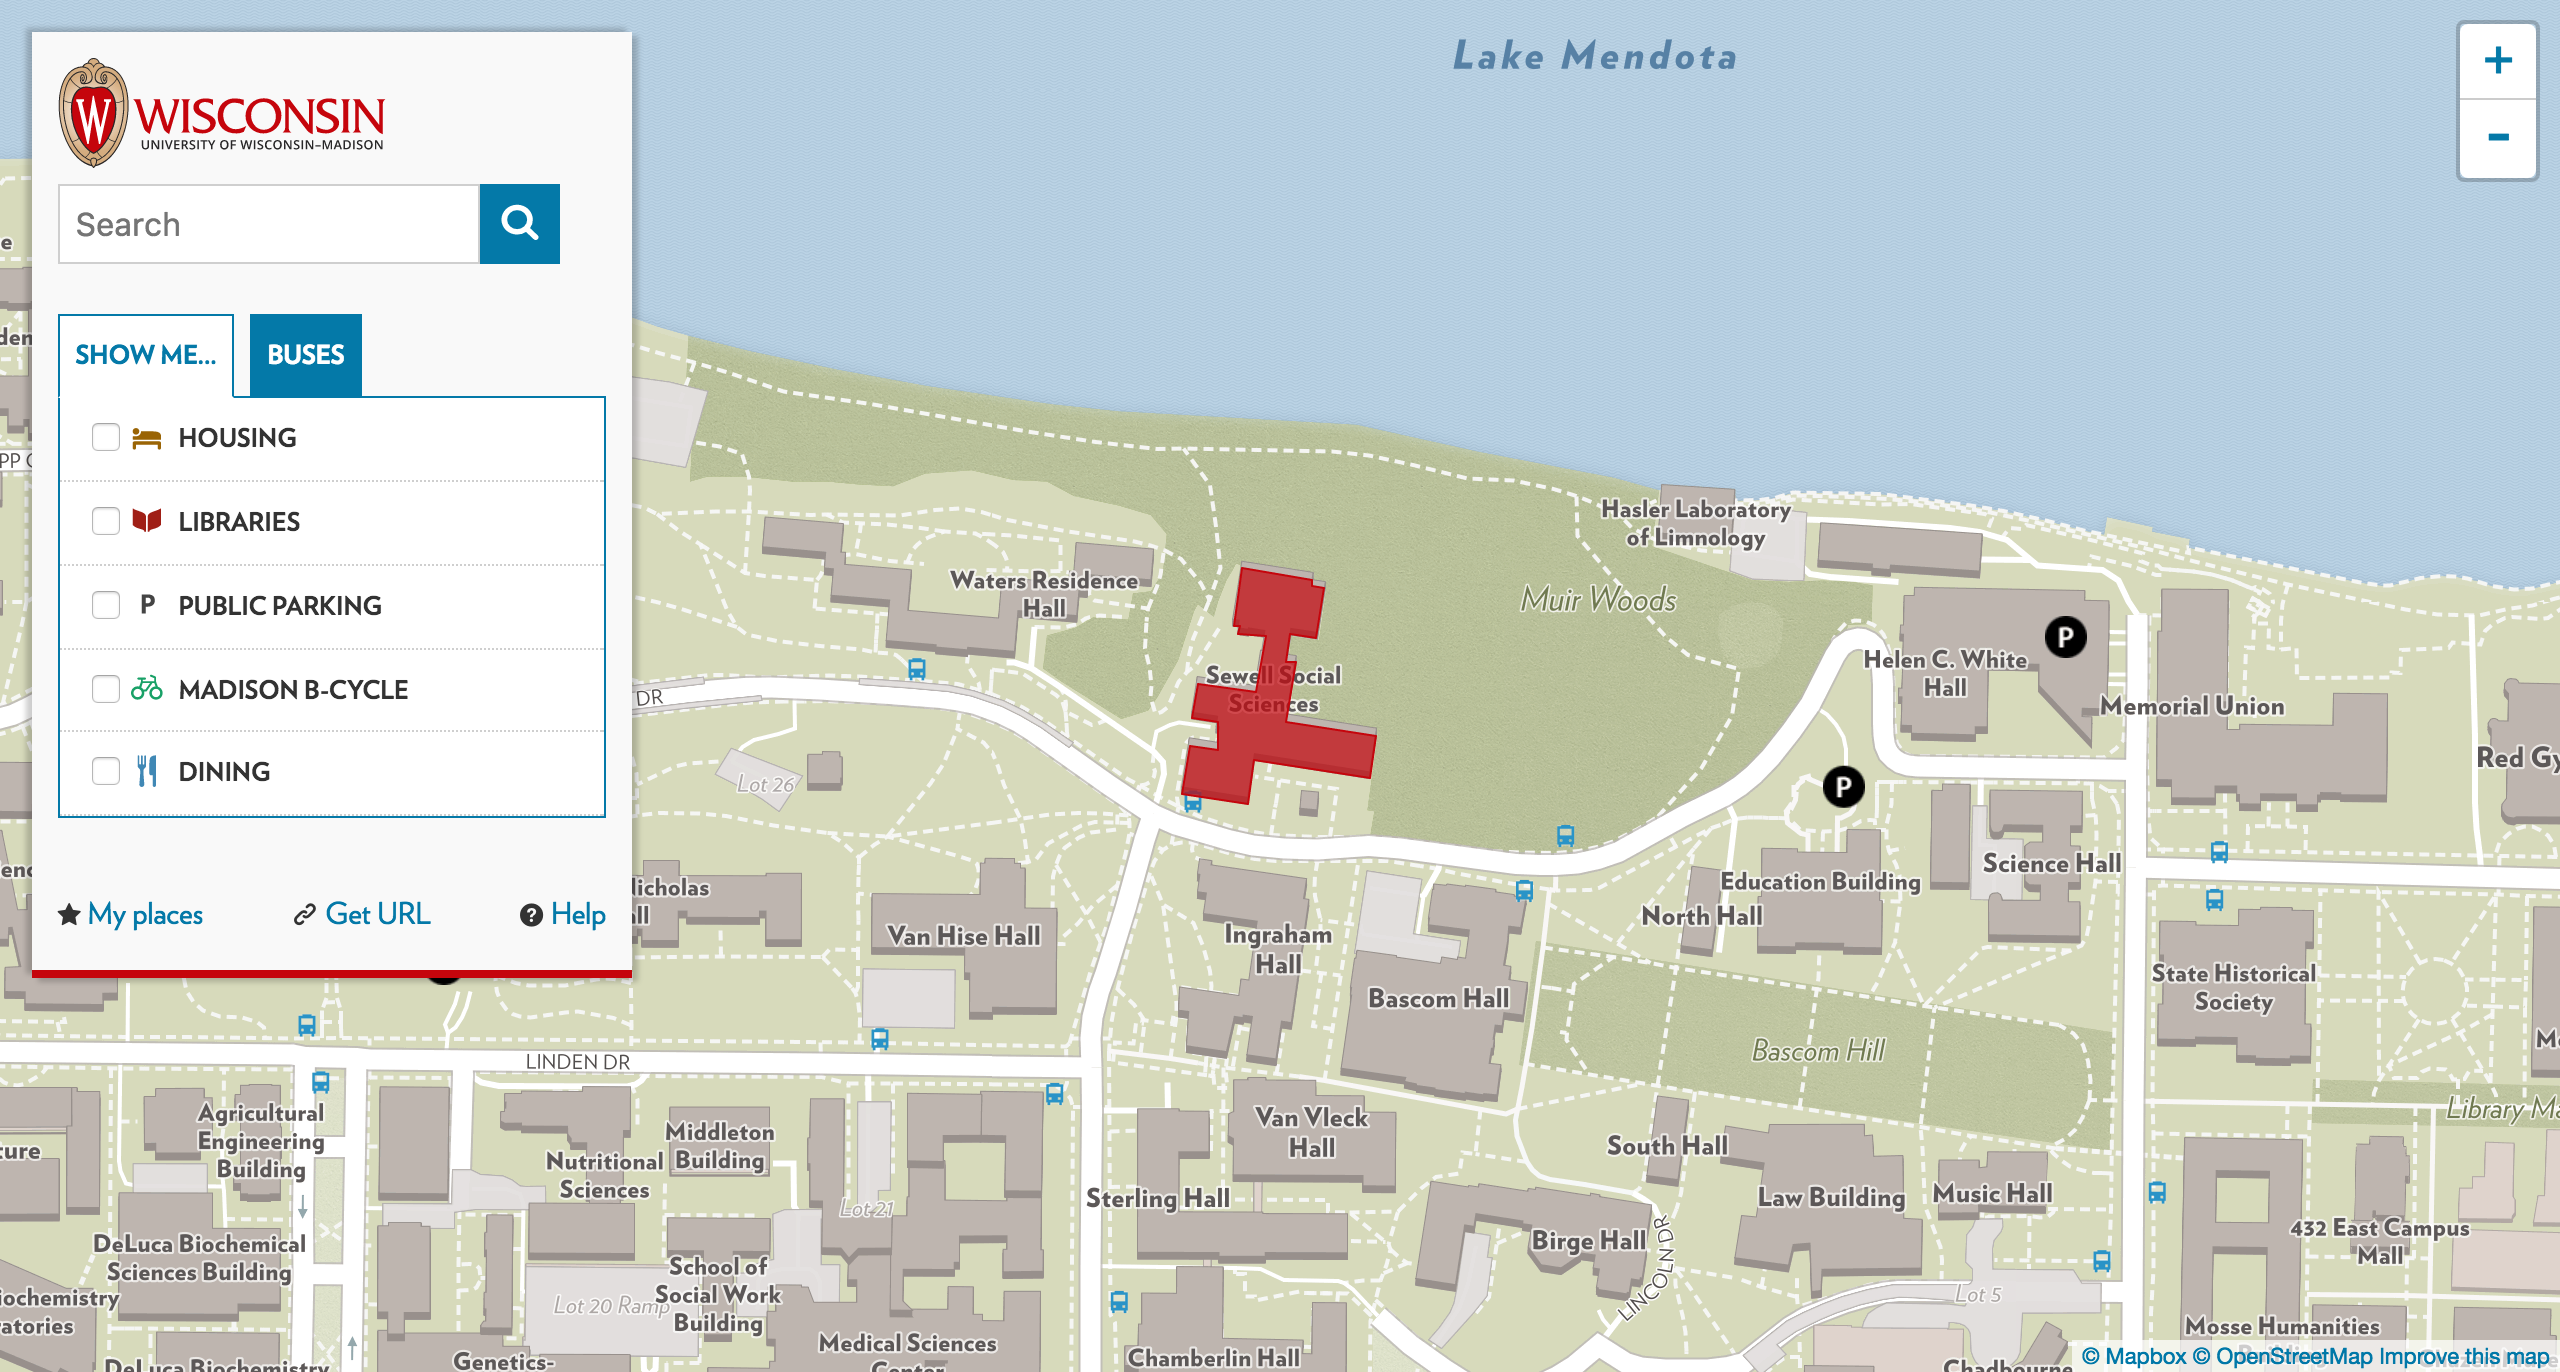 WISCONSIN
UNIVERSITY OF WISCONSIN–MADISON
Search
SHOW ME...
BUSES
HOUSING
LIBRARIES
P PUBLIC PARKING
MADISON B-CYCLE
DINING
My places
Get URL
Help
+
−
Lake Mendota
Hasler Laboratory
of Limnology
Waters Residence
Hall
Muir Woods
Sewell Social
Sciences
Helen C. White
Hall
P
Memorial Union
Red Gy
DR
Lot 26
P
Science Hall
Education Building
North Hall
Van Hise Hall
Ingraham
Hall
Bascom Hall
State Historical
Society
Bascom Hill
LINDEN DR
Library Ma
Agricultural
Engineering
Building
Middleton
Building
Nutritional
Sciences
Van Vleck
Hall
South Hall
Sterling Hall
Law Building
Music Hall
Lot 21
Birge Hall
LINCOLN DR
432 East Campus
Mall
DeLuca Biochemical
Sciences Building
School of
Social Work
Building
Lot 20 Ramp
Lot 5
Medical Sciences
Center
Chamberlin Hall
Genetics-
DeLuca Biochemistry
Mosse Humanities
Chadbourne
© Mapbox © OpenStreetMap Improve this map